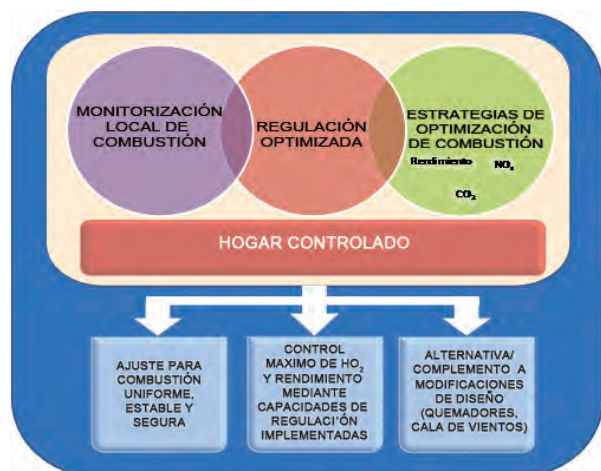 MONITORIZACIÓN
LOCAL DE
COMBUSTIÓN
REGULACIÓN
OPTIMIZADA
ESTRATEGIAS DE
OPTIMIZACIÓN
DE COMBUSTIÓN
Rendimiento NOx
CO2
HOGAR CONTROLADO
AJUSTE PARA
COMBUSTIÓN
UNIFORME,
ESTABLE Y
SEGURA
CONTROL
MAXIMO DE HO2
Y RENDIMIENTO
MEDIANTE
CAPACIDADES DE
REGULACI'ÓN
IMPLEMENTADAS
ALTERNATIVA/
COMPLEMENTO A
MODIFICACIONES
DE DISEÑO
(QUEMADORES,
CALA DE VIENTOS)